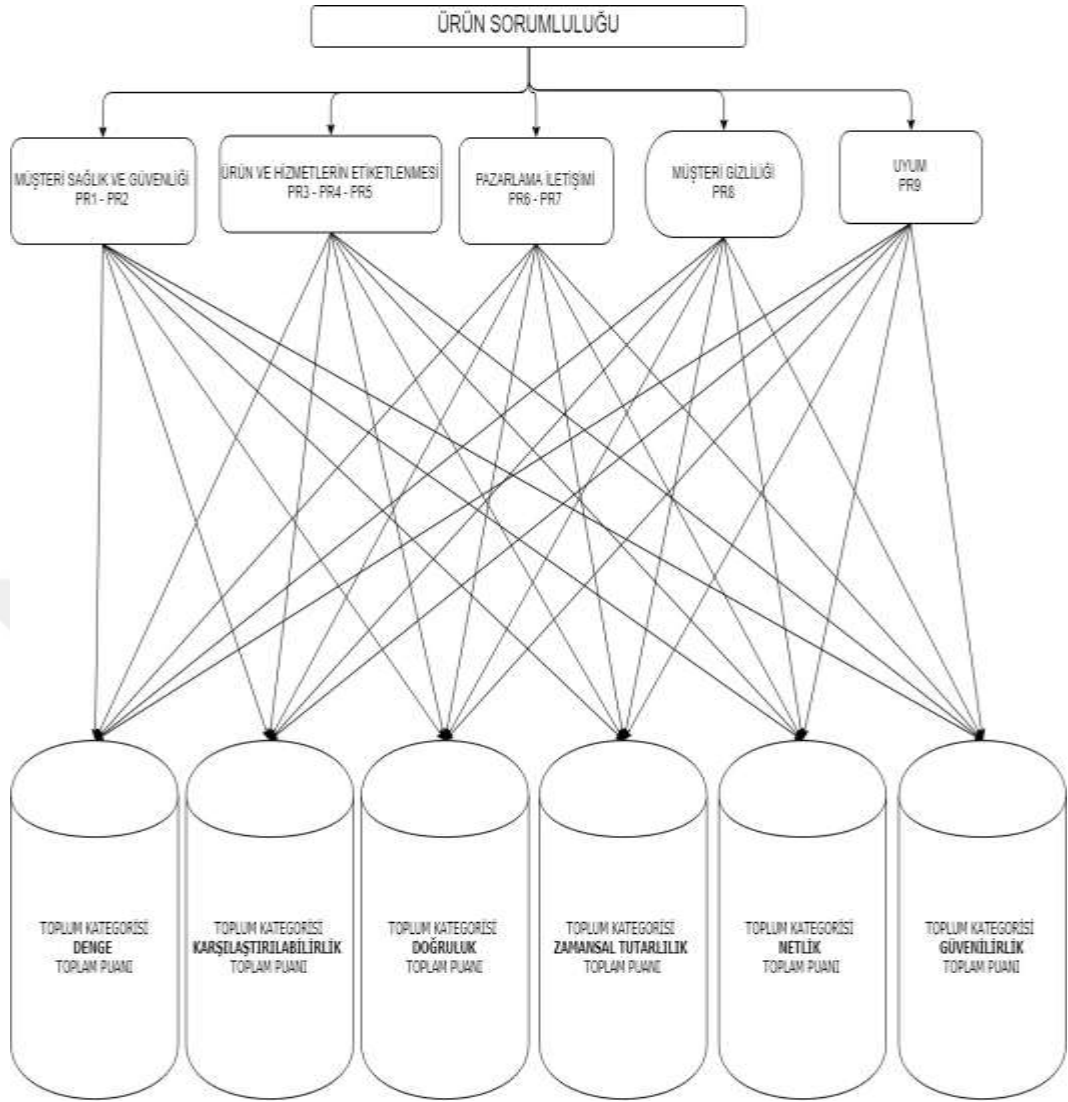 ÜRÜN SORUMLULUĞU
MÜŞTERİ SAĞLIK VE GÜVENLİĞİ
PR1 - PR2
ÜRÜN VE HİZMETLERİN ETİKETLENMESİ
PR3 - PR4 - PR5
PAZARLAMA İLETİŞİMİ
PR6 - PR7
MÜŞTERİ GİZLİLİĞİ
PR8
UYUM
PR9
TOPLUM KATEGORİSİ
DENGE
TOPLAM PUANI
TOPLUM KATEGORİSİ
KARŞILAŞTIRILABİLİRLİK
TOPLAM PUANI
TOPLUM KATEGORİSİ
DOĞRULUK
TOPLAM PUANI
TOPLUM KATEGORİSİ
ZAMANSAL TUTARLILIK
TOPLAM PUANI
TOPLUM KATEGORİSİ
NETLİK
TOPLAM PUANI
TOPLUM KATEGORİSİ
GÜVENİLİRLİK
TOPLAM PUANI